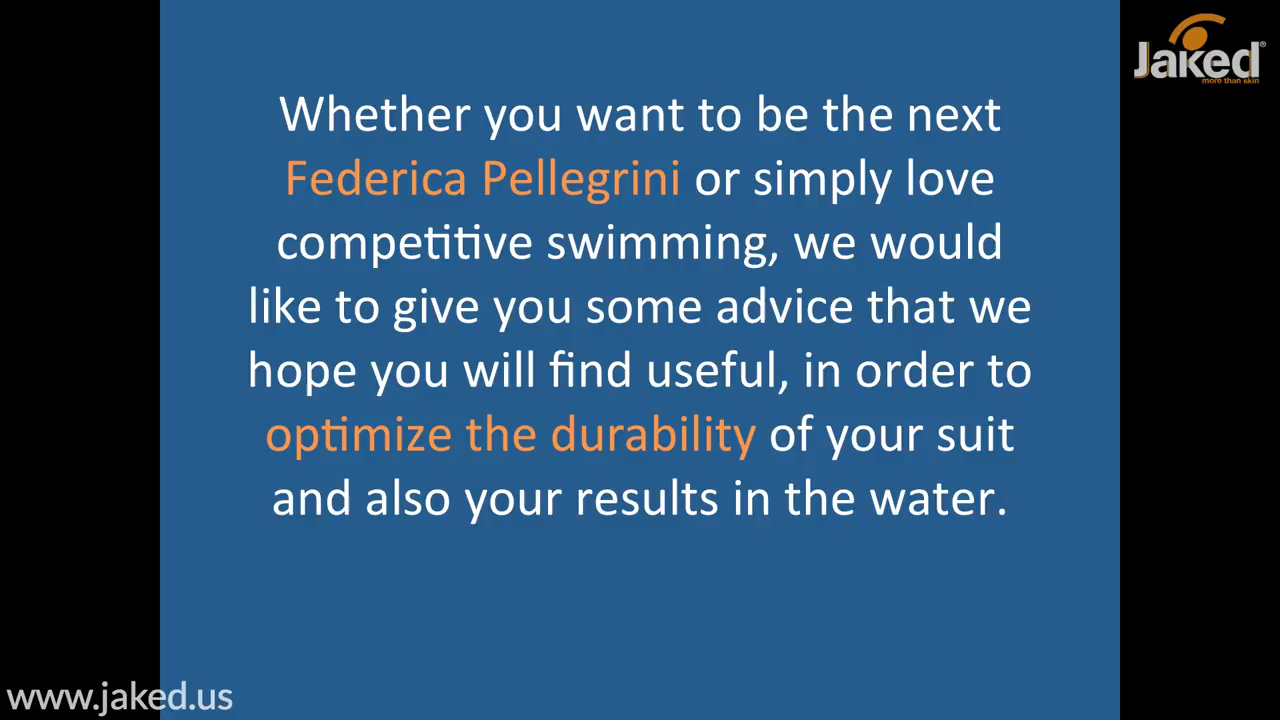 Jaked®
more than skin
Whether you want to be the next
Federica Pellegrini or simply love
competitive swimming, we would
like to give you some advice that we
hope you will find useful, in order to
optimize the durability of your suit
and also your results in the water.
www.jaked.us